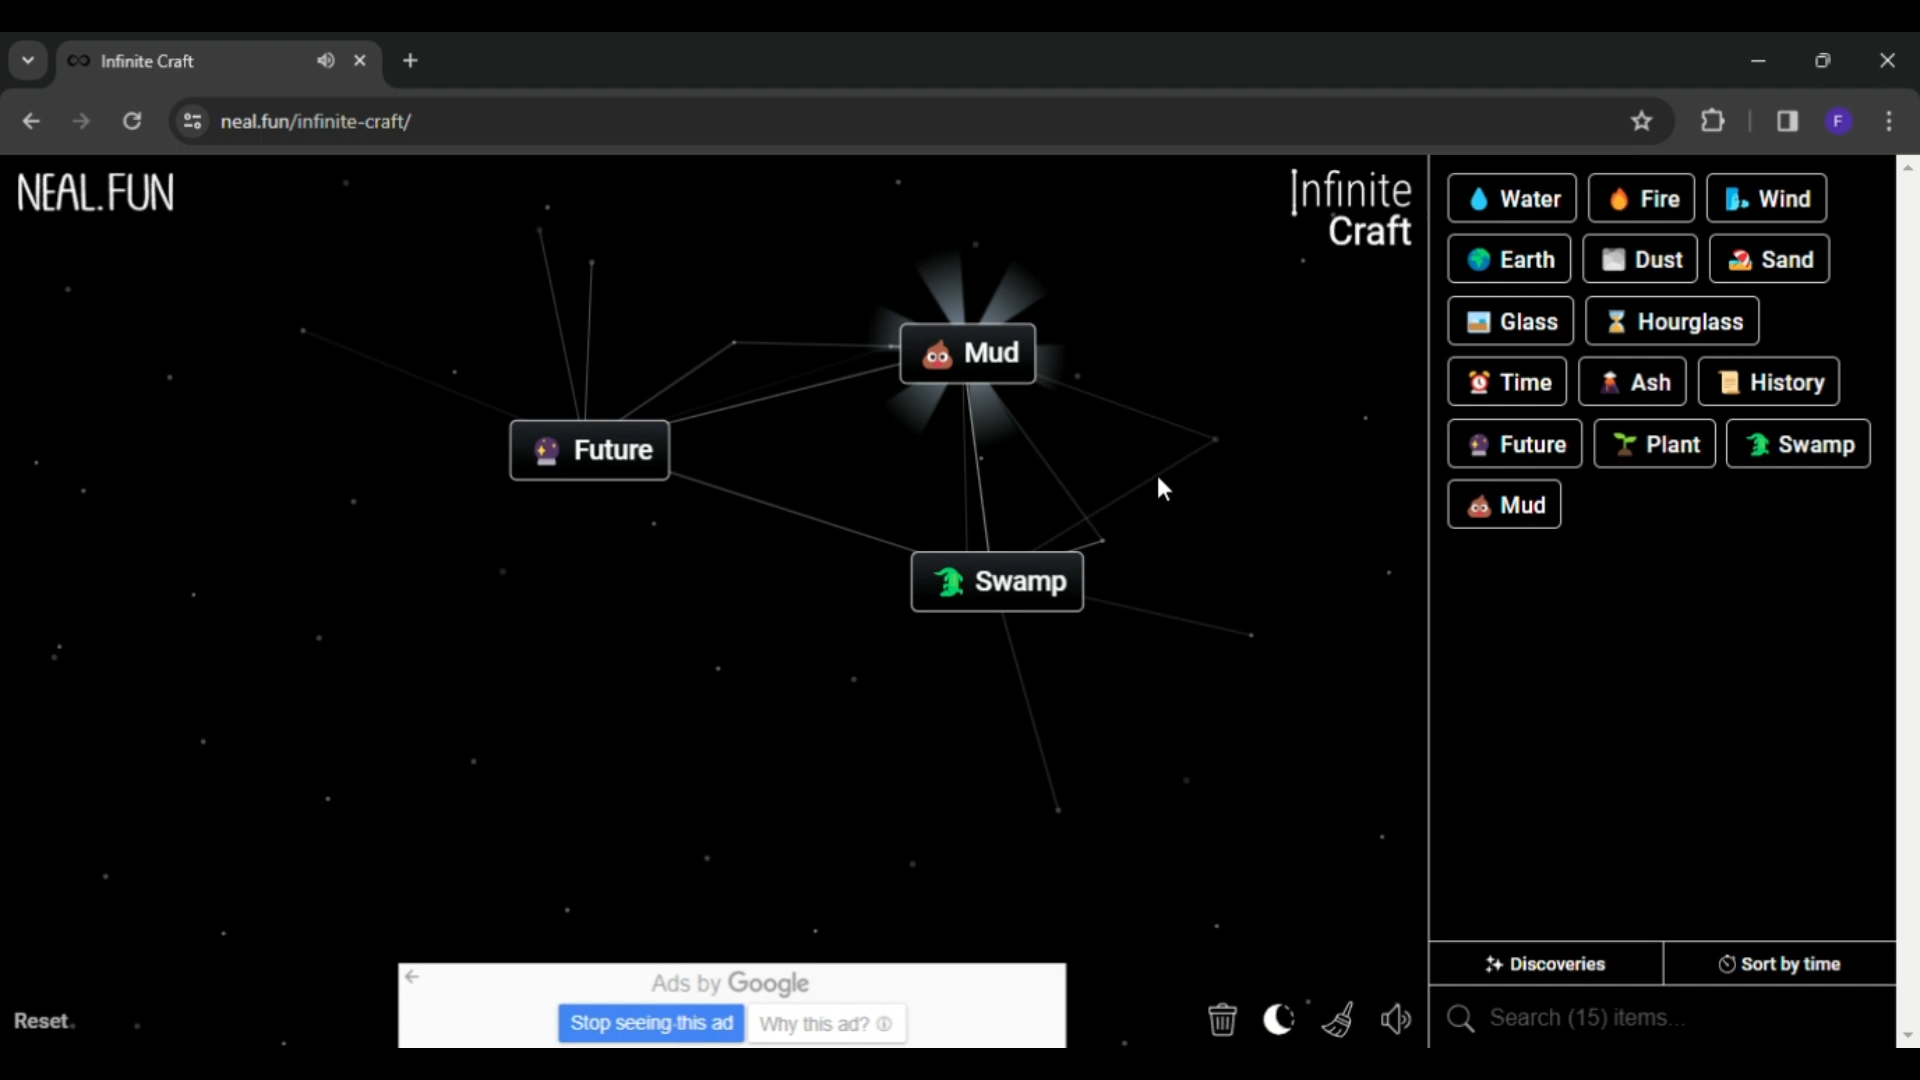 Infinite Craft
neal.fun/infinite-craft/
F
NEAL.FUN
Infinite
Craft
Mud
Future
Swamp
Water Fire Wind
Earth Dust Sand
Glass Hourglass
Time Ash History
Future Plant Swamp
Mud
Discoveries Sort by time
Search (15) items...
Reset
Ads by Google
Stop seeing this ad Why this ad?